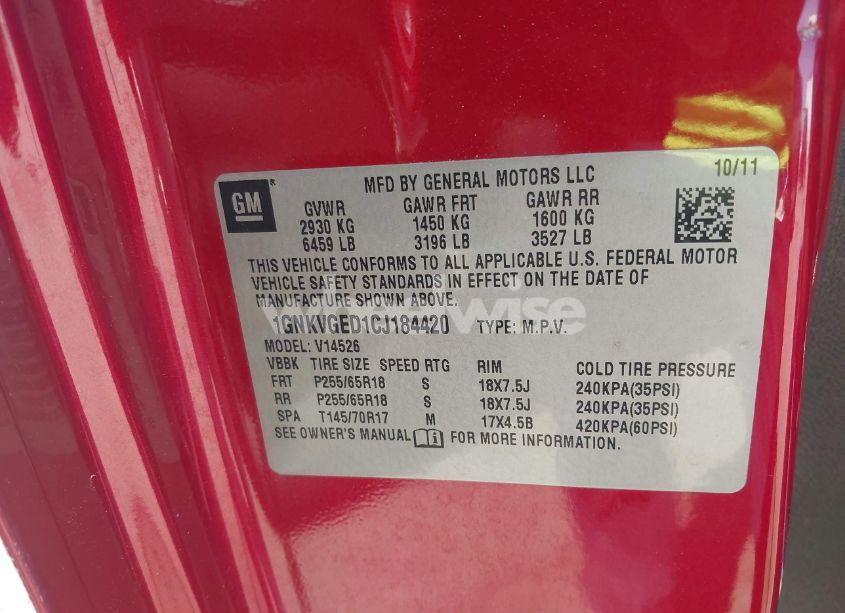 GM
®
MFD BY GENERAL MOTORS LLC
10/11
GVWR GAWR FRT GAWR RR
2930 KG 1450 KG 1600 KG
6459 LB 3196 LB 3527 LB
THIS VEHICLE CONFORMS TO ALL APPLICABLE U.S. FEDERAL MOTOR
VEHICLE SAFETY STANDARDS IN EFFECT ON THE DATE OF
MANUFACTURE SHOWN ABOVE.
1GNKVGED1CJ184420 TYPE: M.P.V.
MODEL: V14526
VBBK TIRE SIZE SPEED RTG RIM COLD TIRE PRESSURE
FRT P255/65R18 S 18X7.5J 240KPA(35PSI)
RR P255/65R18 S 18X7.5J 240KPA(35PSI)
SPA T145/70R17 M 17X4.5B 420KPA(60PSI)
SEE OWNER'S MANUAL FOR MORE INFORMATION.